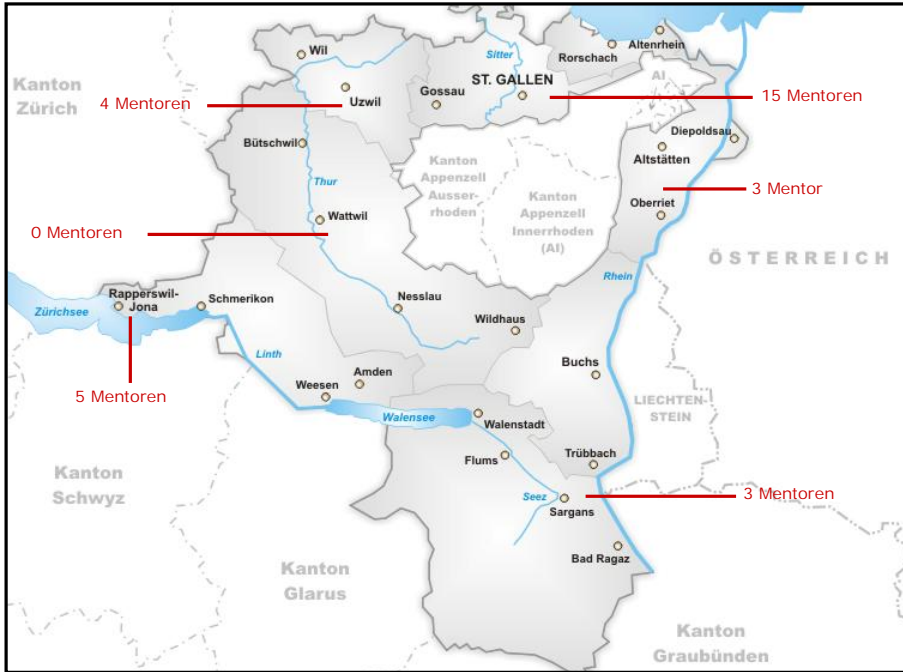 Wil
Sitter
Rorschach
Altenrhein
Kanton
Zürich
4 Mentoren
Uzwil
Gossau
ST. GALLEN
AI
15 Mentoren
Bütschwil
Diepoldsau
Altstätten
Kanton
Appenzell
Ausser-
rhoden
Thur
Kanton
Appenzell
Innerrhoden
(AI)
3 Mentor
Oberriet
Wattwil
0 Mentoren
ÖSTERREICH
Rhein
Rapperswil-
Jona
Schmerikon
Nesslau
Zürichsee
Wildhaus
Linth
Buchs
Amden
Weesen
5 Mentoren
LIECHTEN-
STEIN
Walensee
Walenstadt
Flums
Trübbach
Kanton
Schwyz
Seez
Sargans
3 Mentoren
Bad Ragaz
Kanton
Glarus
Kanton
Graubünden